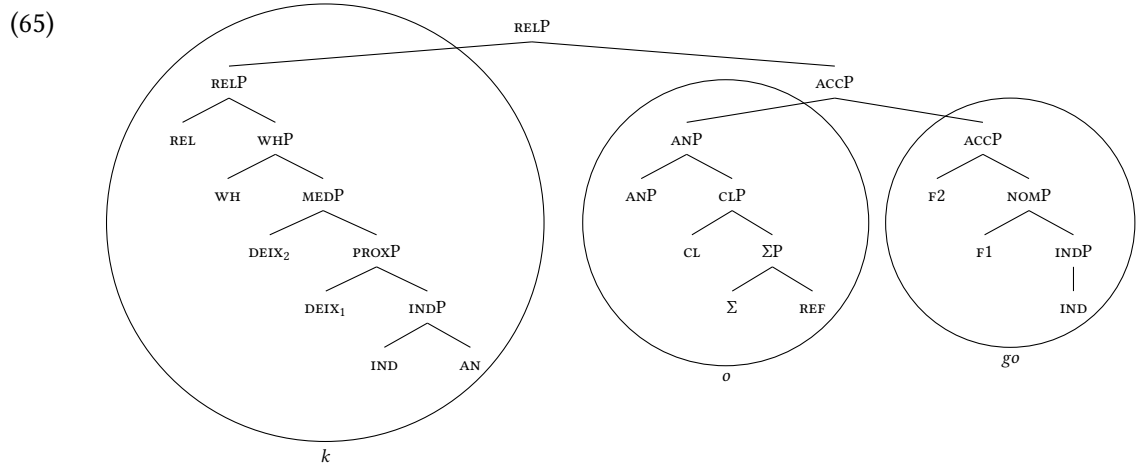 (65)
RELP
RELP ACCP
REL WHP ANP ACCP
WH MEDP ANP CLP F2 NOMP
DEIX₂ PROXP CL ΣP F1 INDP
DEIX₁ INDP Σ REF IND
IND AN
o go
k